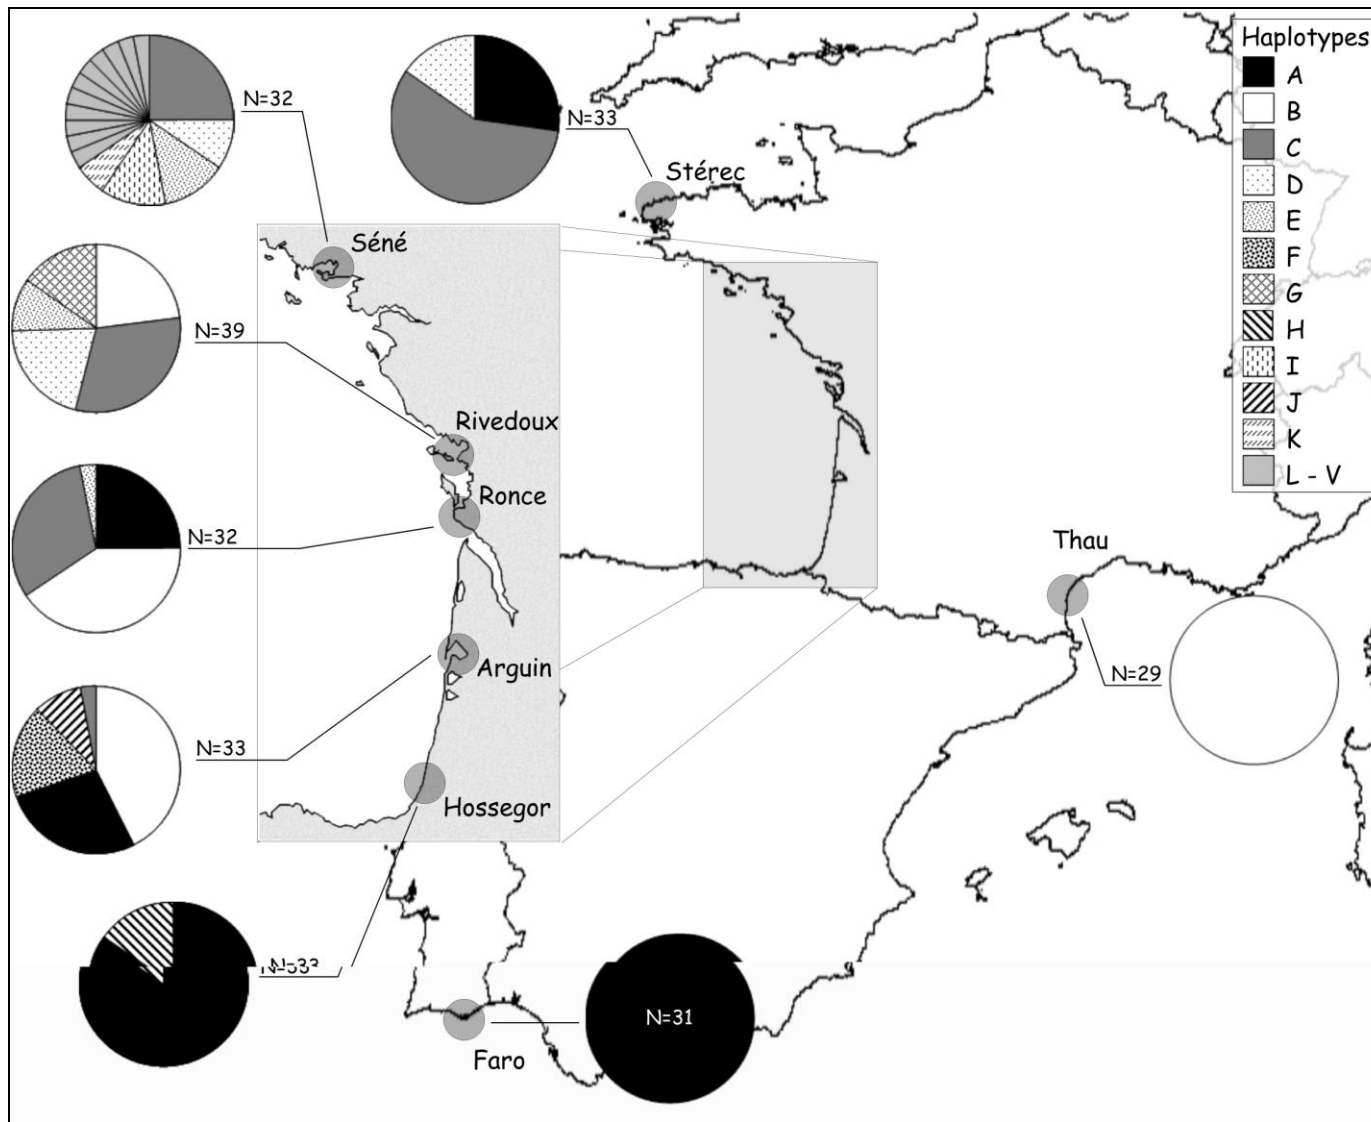 Haplotypes
A
B
C
D
E
F
G
H
I
J
K
L - V
N=32
N=33
Stérec
Séné
N=39
Rivedoux
Ronce
N=32
Thau
Arguin
N=29
N=33
Hossegor
N=31
Faro